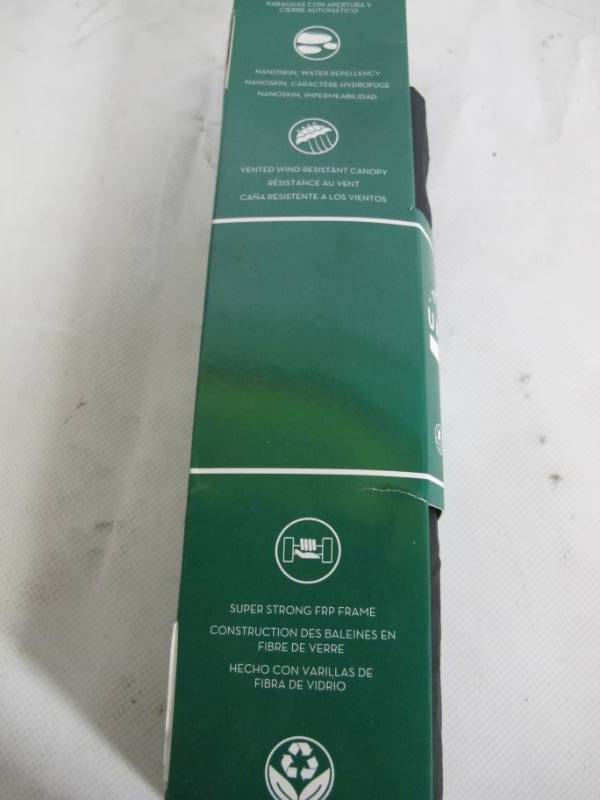 PARAGUAS CON APERTURA Y
CIERRE AUTOMÁTICO
NANOSKIN, WATER REPELLENCY
NANOSKIN, CARACTÈRE HYDROFUGE
NANOSKIN, IMPERMEABILIDAD
VENTED WIND-RESISTANT CANOPY
RÉSISTANCE AU VENT
CAÑA RESISTENTE A LOS VIENTOS
SUPER STRONG FRP FRAME
CONSTRUCTION DES BALEINES EN
FIBRE DE VERRE
HECHO CON VARILLAS DE
FIBRA DE VIDRIO